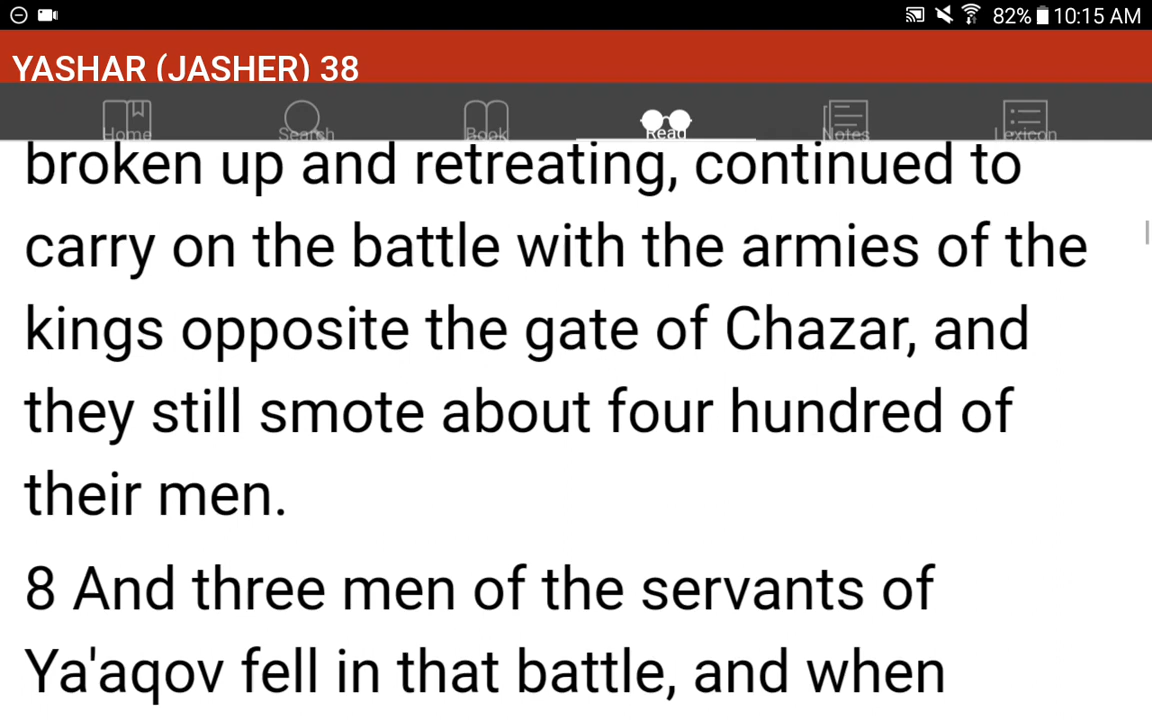 82% 10:15 AM
YASHAR (JASHER) 38
Home Search Book Read Notes Lexicon
broken up and retreating, continued to
carry on the battle with the armies of the
kings opposite the gate of Chazar, and
they still smote about four hundred of
their men.
8 And three men of the servants of
Ya'aqov fell in that battle, and when